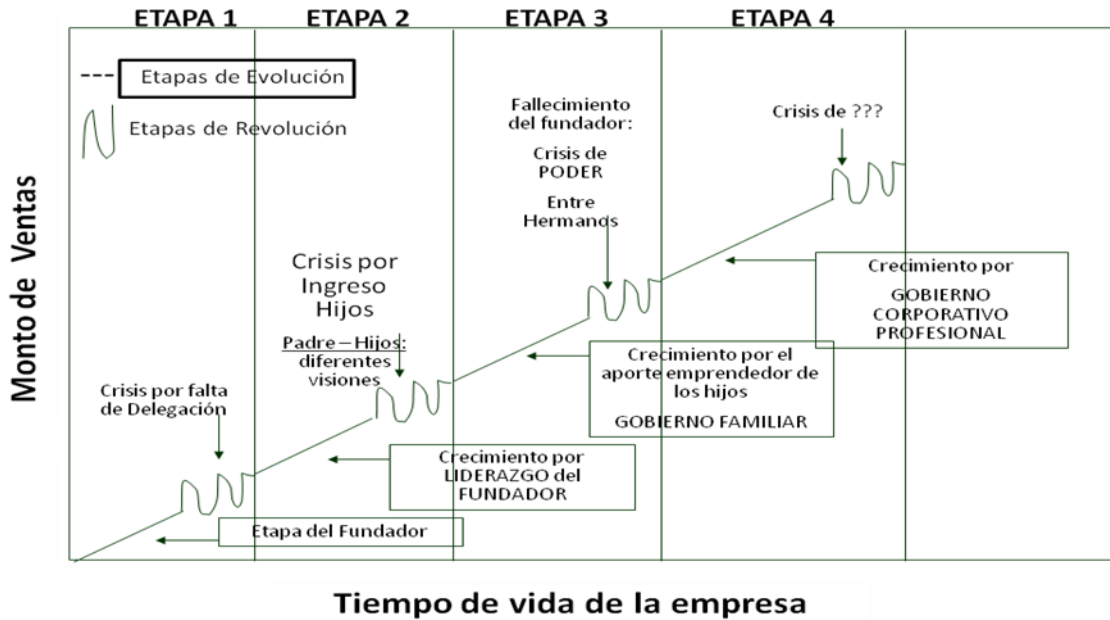 ETAPA 1
ETAPA 2
ETAPA 3
ETAPA 4
Etapas de Evolución
Etapas de Revolución
Monto de Ventas
Crisis por falta
de Delegación
Etapa del Fundador
Crisis por
Ingreso
Hijos
Padre – Hijos:
diferentes
visiones
Crecimiento por
LIDERAZGO del
FUNDADOR
Fallecimiento
del fundador:
Crisis de
PODER
Entre
Hermanos
Crecimiento por el
aporte emprendedor de
los hijos
GOBIERNO FAMILIAR
Crisis de ???
Crecimiento por
GOBIERNO
CORPORATIVO
PROFESIONAL
Tiempo de vida de la empresa